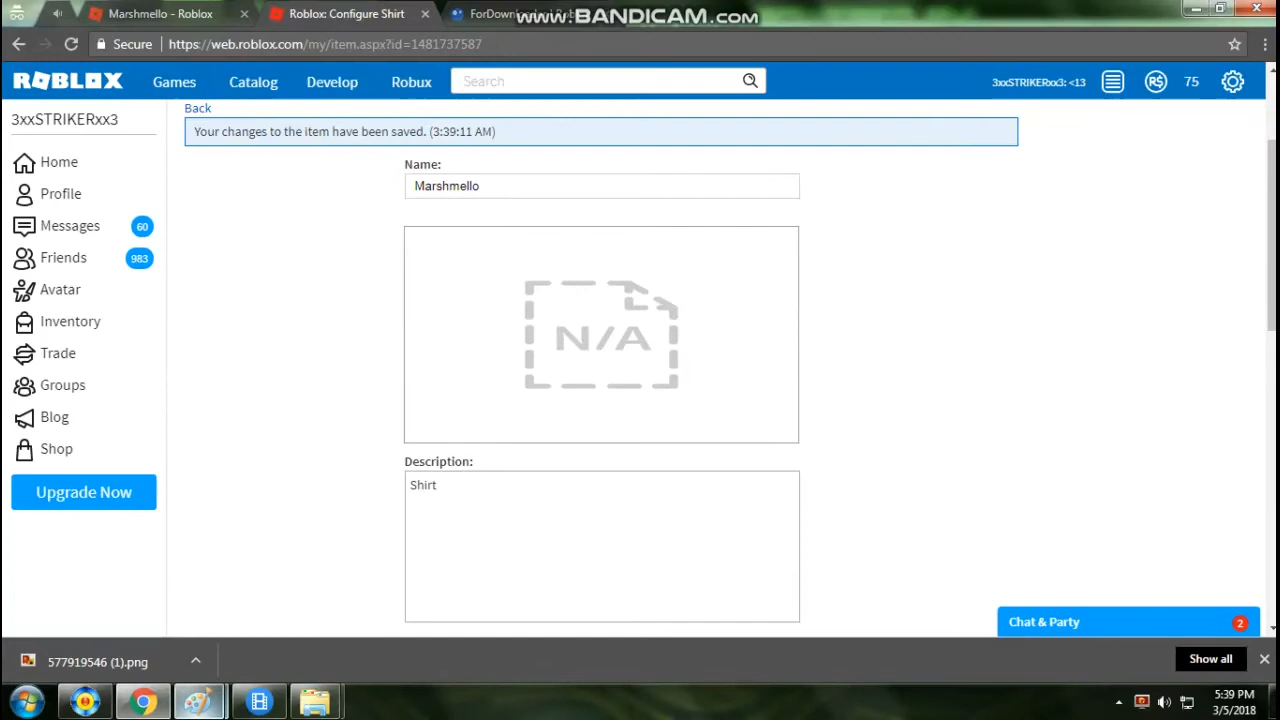 Marshmello - Roblox
Roblox: Configure Shirt
www.BANDICAM.com
Secure
https://web.roblox.com/my/item.aspx?id=1481737587
ROBLOX
Games
Catalog
Develop
Robux
Search
3xxSTRIKERxx3: <13
R$
75
3xxSTRIKERxx3
Home
Profile
Messages
60
Friends
983
Avatar
Inventory
Trade
Groups
Blog
Shop
Upgrade Now
Back
Your changes to the item have been saved. (3:39:11 AM)
Name:
Marshmello
N/A
Description:
Shirt
Chat & Party
2
577919546 (1).png
Show all
5:39 PM
3/5/2018